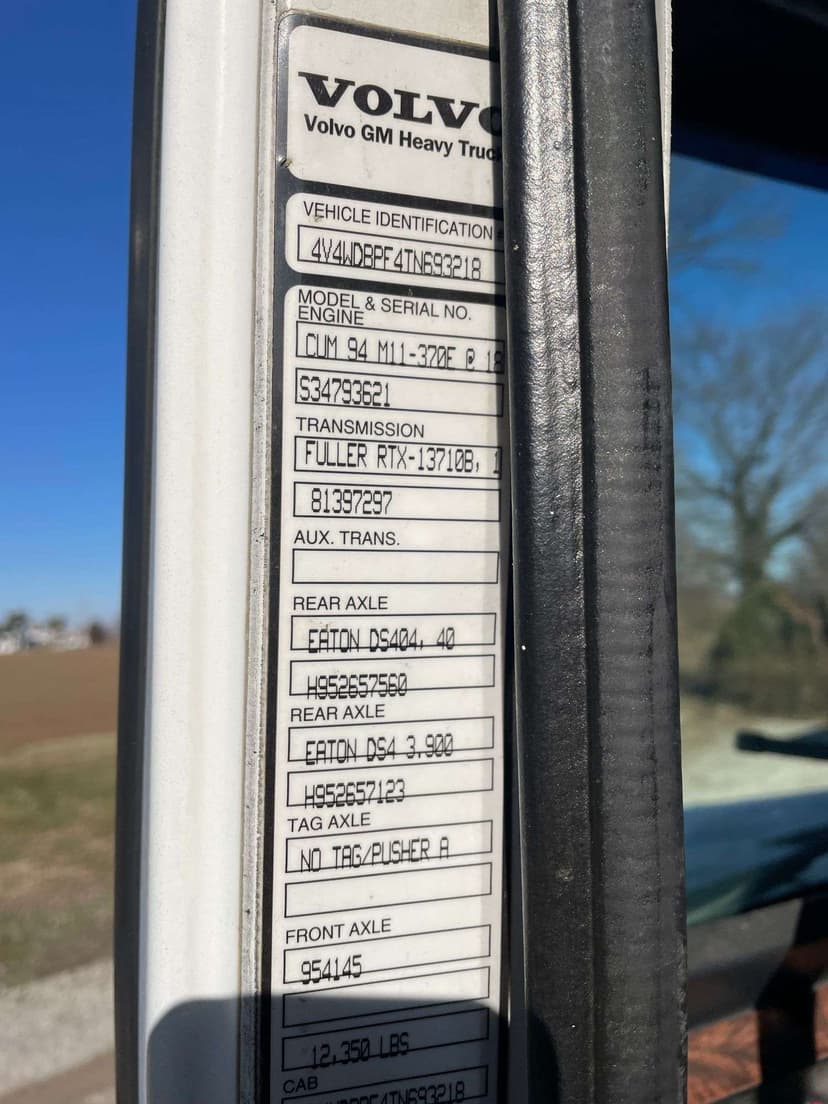 VOLVO
Volvo GM Heavy Truc
VEHICLE IDENTIFICATION
4V4WDBPF4TN693218
MODEL & SERIAL NO.
ENGINE
CUM 94 M11-370E @ 18
S34793621
TRANSMISSION
FULLER RTX-13710B, 1
81397297
AUX. TRANS.
REAR AXLE
EATON DS404, 40
H952657560
REAR AXLE
EATON DS4 3.900
H952657123
TAG AXLE
NO TAG/PUSHER A
FRONT AXLE
954145
12,350 LBS
CAB